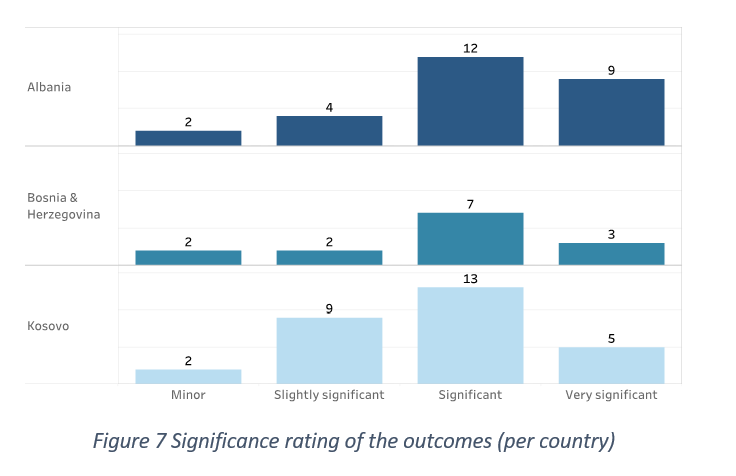 12
9
Albania
4
2
Bosnia &
Herzegovina
7
3
2
2
13
9
Kosovo
5
2
Minor
Slightly significant
Significant
Very significant
Figure 7 Significance rating of the outcomes (per country)